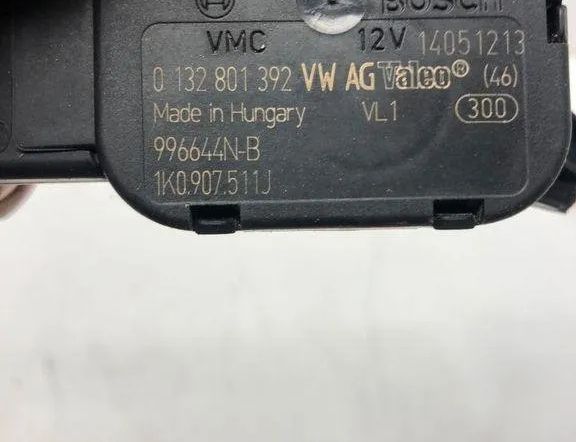 BOSCH
VMC 12V 14051213
0 132 801 392 VW AG Valeo® (46)
Made in Hungary VL1 300
996644N-B
1K0.907.511J